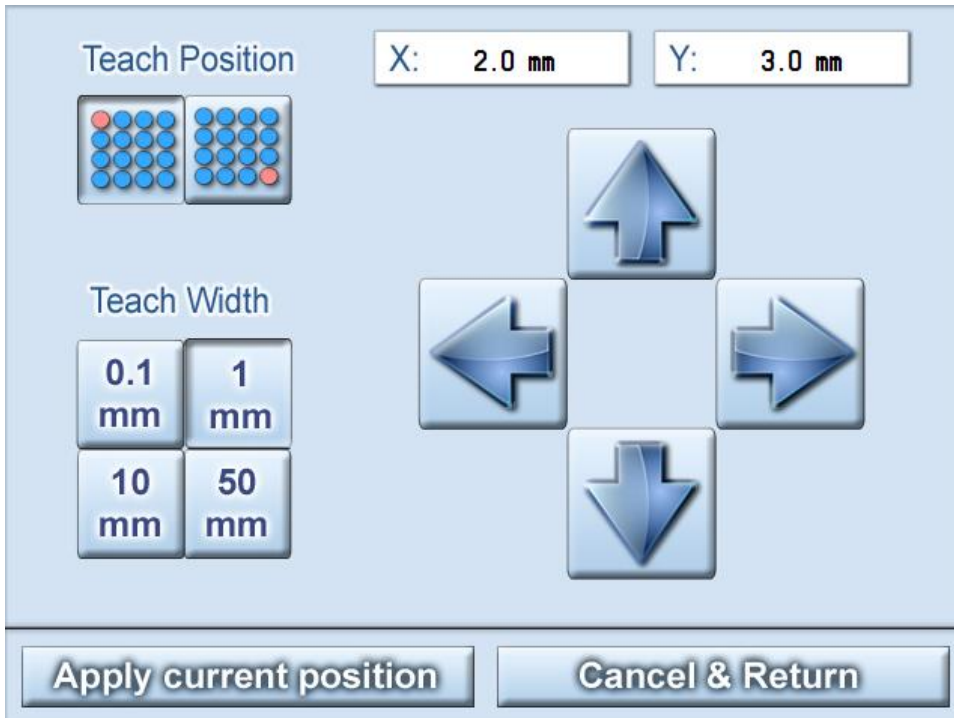 Teach Position
X: 2.0 mm
Y: 3.0 mm
Teach Width
0.1
mm
1
mm
10
mm
50
mm
Apply current position
Cancel & Return